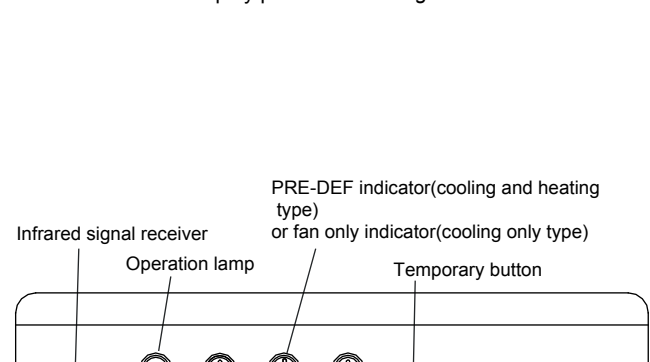 PRE-DEF indicator(cooling and heating
type)
or fan only indicator(cooling only type)
Infrared signal receiver
Operation lamp
Temporary button